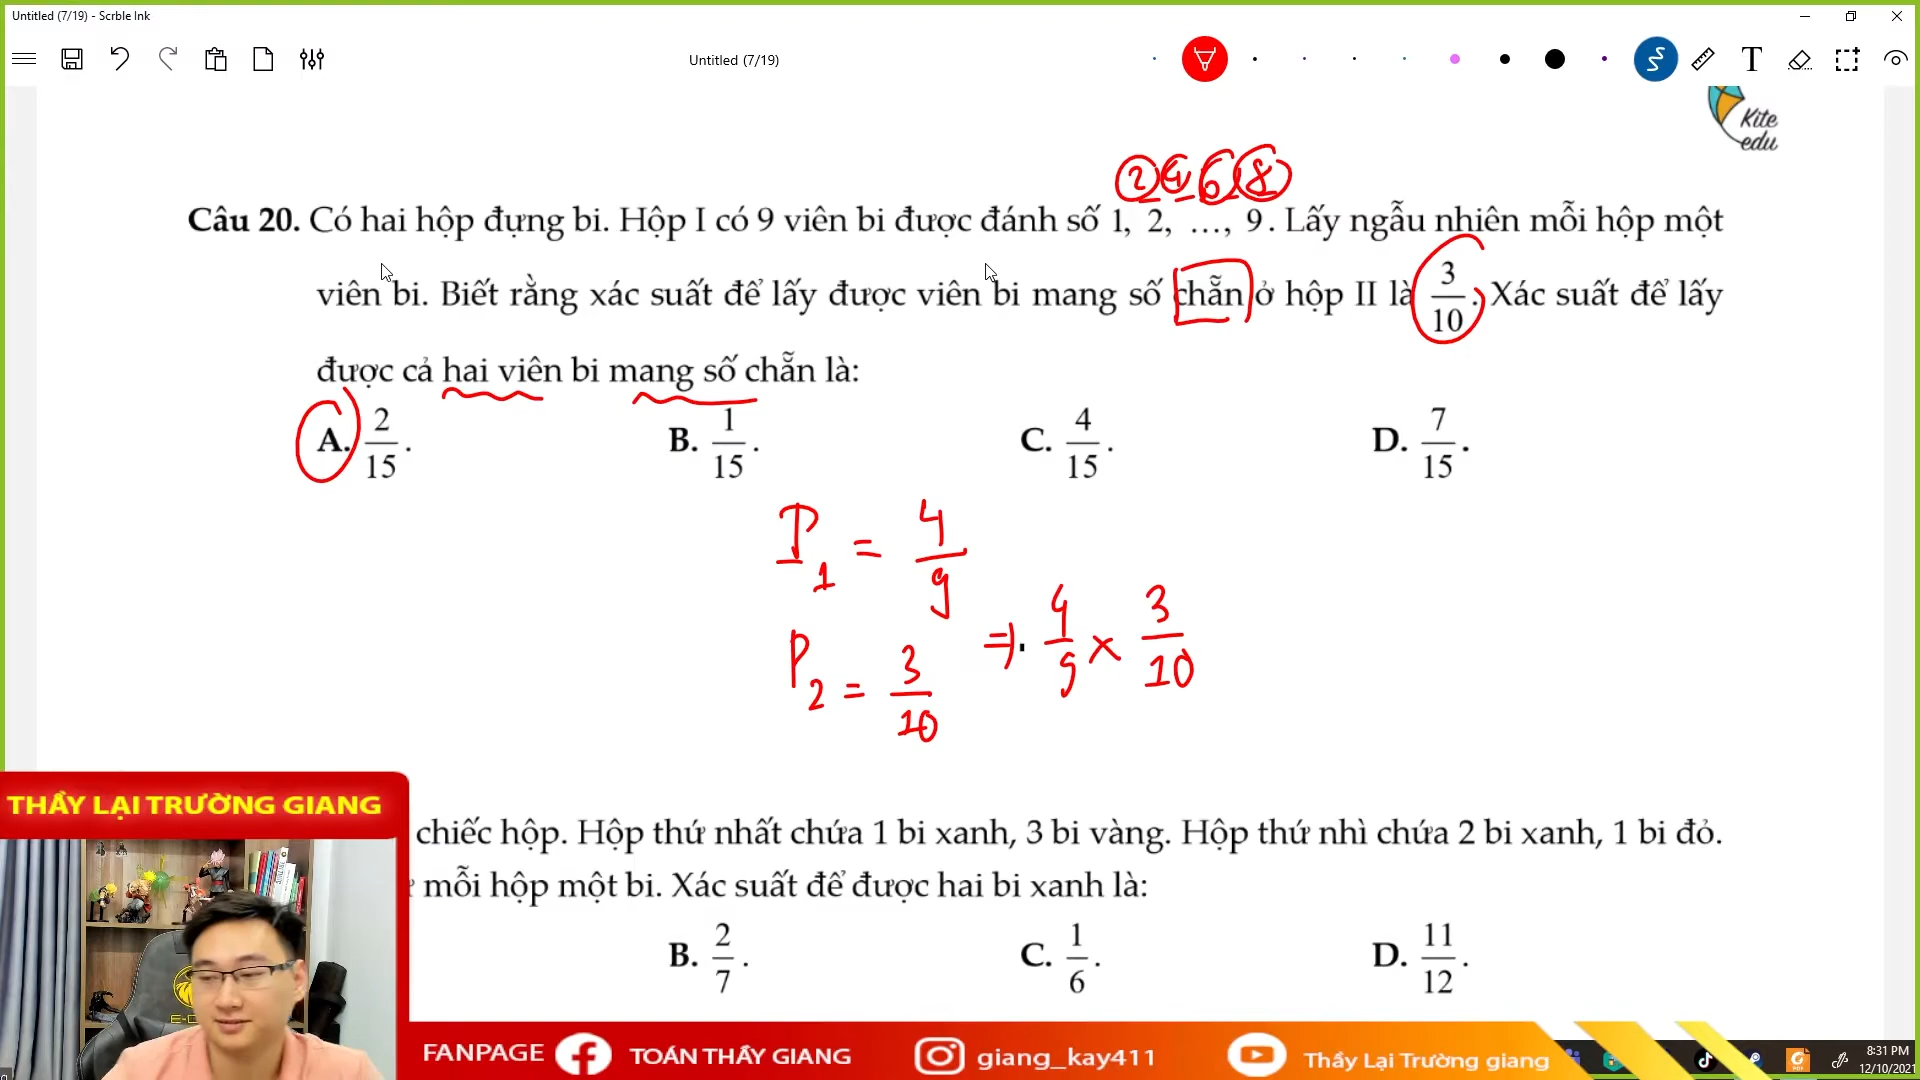 Untitled (7/19) - Scrble Ink
Untitled (7/19)
T
Kite
edu
2 4 6 8
Câu 20. Có hai hộp đựng bi. Hộp I có 9 viên bi được đánh số 1, 2, …, 9. Lấy ngẫu nhiên mỗi hộp một
viên bi. Biết rằng xác suất để lấy được viên bi mang số chẵn ở hộp II là 3/10. Xác suất để lấy
được cả hai viên bi mang số chẵn là:
A. 2/15. B. 1/15. C. 4/15. D. 7/15.
P1 = 4/9
P2 = 3/10 ⇒ 4/9 × 3/10
THẦY LẠI TRƯỜNG GIANG
chiếc hộp. Hộp thứ nhất chứa 1 bi xanh, 3 bi vàng. Hộp thứ nhì chứa 2 bi xanh, 1 bi đỏ.
mỗi hộp một bi. Xác suất để được hai bi xanh là:
B. 2/7. C. 1/6. D. 11/12.
FANPAGE TOÁN THẦY GIANG giang_kay411 Thầy Lại Trường giang
8:31 PM
12/10/2021